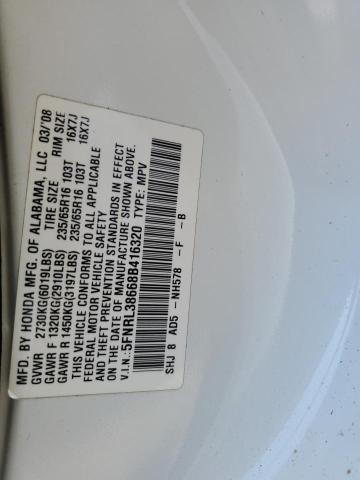 MFD. BY HONDA MFG. OF ALABAMA, LLC 03/'08
GVWR 2730KG(6019LBS) TIRE SIZE RIM SIZE
GAWR F 1320KG(2910LBS) 235/65R16 103T 16X7J
GAWR R 1450KG(3197LBS) 235/65R16 103T 16X7J
THIS VEHICLE CONFORMS TO ALL APPLICABLE
FEDERAL MOTOR VEHICLE SAFETY
AND THEFT PREVENTION STANDARDS IN EFFECT
ON THE DATE OF MANUFACTURE SHOWN ABOVE.
V.I.N.: 5FNRL38668B416320 TYPE: MPV
SHJ 8 AD5 - NH578 - F - B